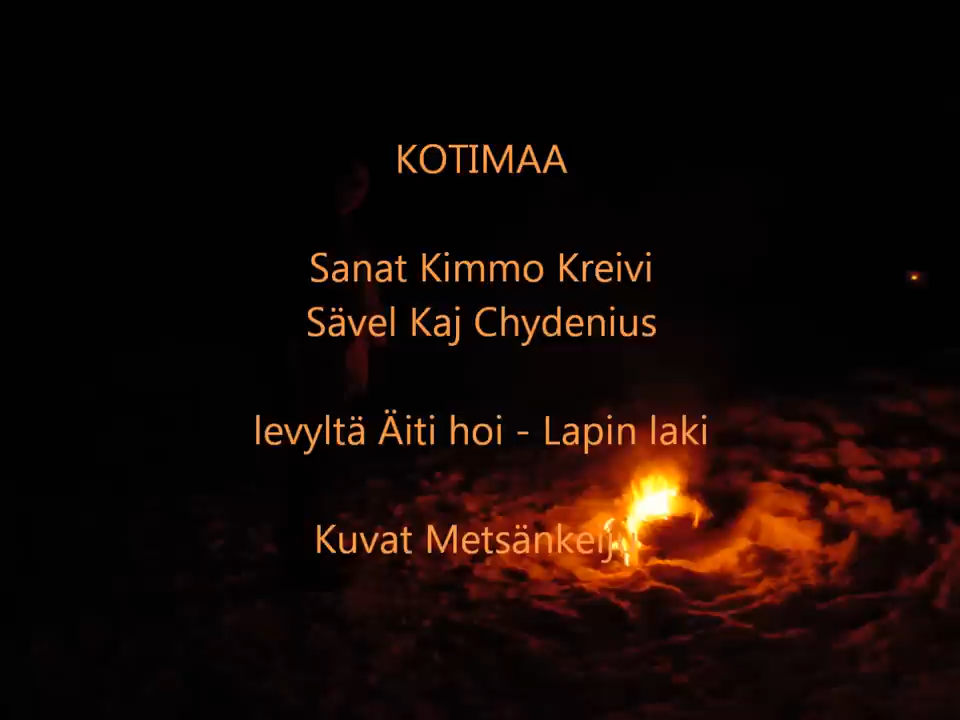 KOTIMAA
Sanat Kimmo Kreivi
Sävel Kaj Chydenius
levyltä Äiti hoi - Lapin laki
Kuvat